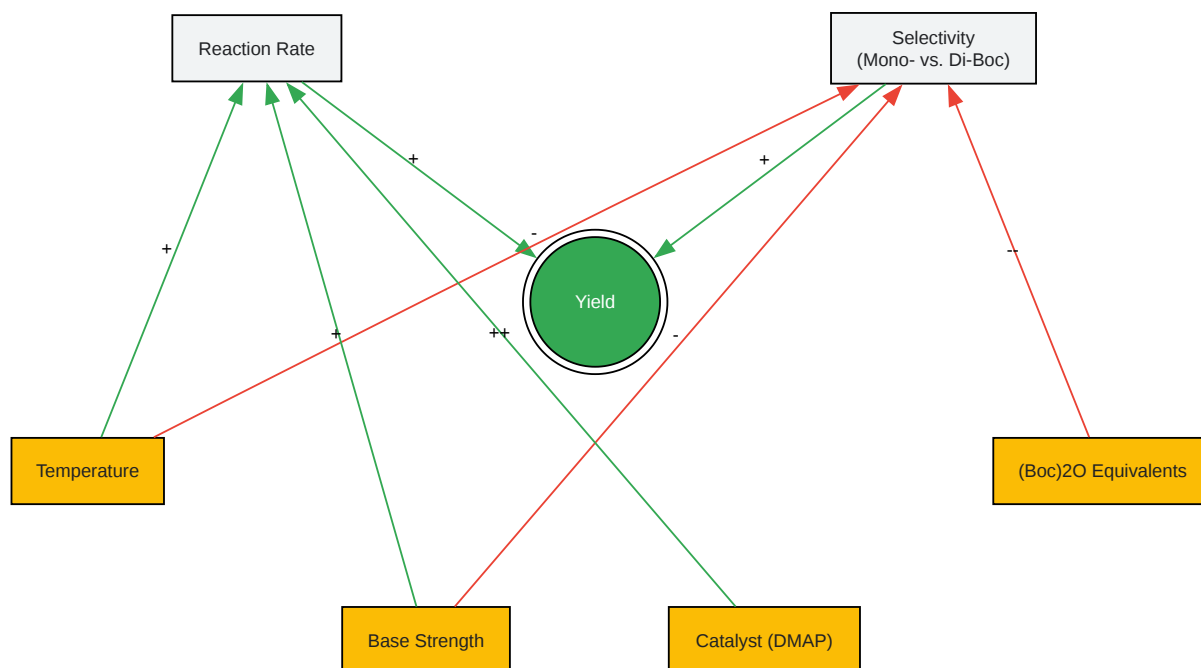 Reaction Rate
Selectivity
(Mono- vs. Di-Boc)
+
+
-
+
--
Yield
+
++
-
Temperature
(Boc)2O Equivalents
Base Strength
Catalyst (DMAP)